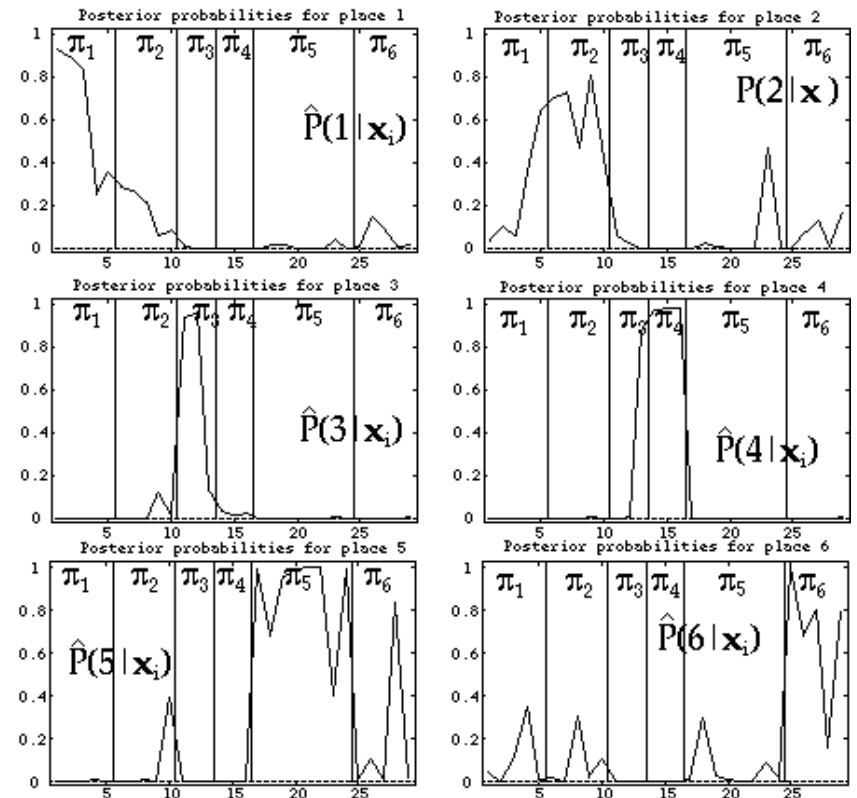 Posterior probabilities for place 1
π₁ π₂ π₃ π₄ π₅ π₆
P̂(1|xᵢ)
1
0.8
0.6
0.4
0.2
0
5 10 15 20 25
Posterior probabilities for place 2
π₁ π₂ π₃ π₄ π₅ π₆
P(2|x )
1
0.8
0.6
0.4
0.2
0
5 10 15 20 25
Posterior probabilities for place 3
π₁ π₂ π₃ π₄ π₅ π₆
P̂(3|xᵢ)
1
0.8
0.6
0.4
0.2
0
5 10 15 20 25
Posterior probabilities for place 4
π₁ π₂ π₃ π₄ π₅ π₆
P̂(4|xᵢ)
1
0.8
0.6
0.4
0.2
0
5 10 15 20 25
Posterior probabilities for place 5
π₁ π₂ π₃ π₄ π₅ π₆
P̂(5|xᵢ)
1
0.8
0.6
0.4
0.2
0
5 10 15 20 25
Posterior probabilities for place 6
π₁ π₂ π₃ π₄ π₅ π₆
P̂(6|xᵢ)
1
0.8
0.6
0.4
0.2
0
5 10 15 20 25